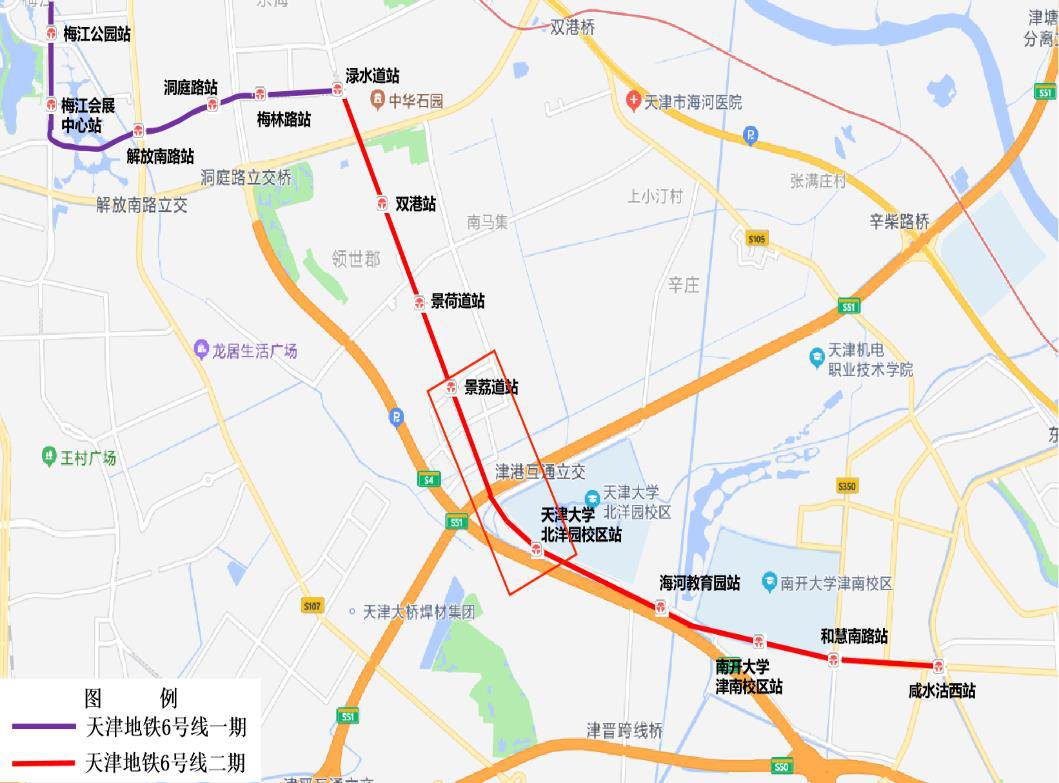 双港桥
津塘
分离立
梅江公园站
渌水道站
洞庭路站
中华石园
S51
天津市海河医院
梅江会展
中心站
梅林路站
解放南路站
洞庭路立交桥
张满庄村
上小汀村
解放南路立交
双港站
南马集
辛柴路桥
S105
领世郡
辛庄
景荷道站
S51
龙居生活广场
天津机电
职业技术学院
景荔道站
王村广场
津港互通立交
S4
天津大学
北洋园校区
S350
天津大学
北洋园校区站
S51
海河教育园站
南开大学津南校区
S107
天津大桥焊材集团
和慧南路站
南开大学
津南校区站
咸水沽西站
图 例
S51
天津地铁6号线一期
津晋跨线桥
天津地铁6号线二期
S50